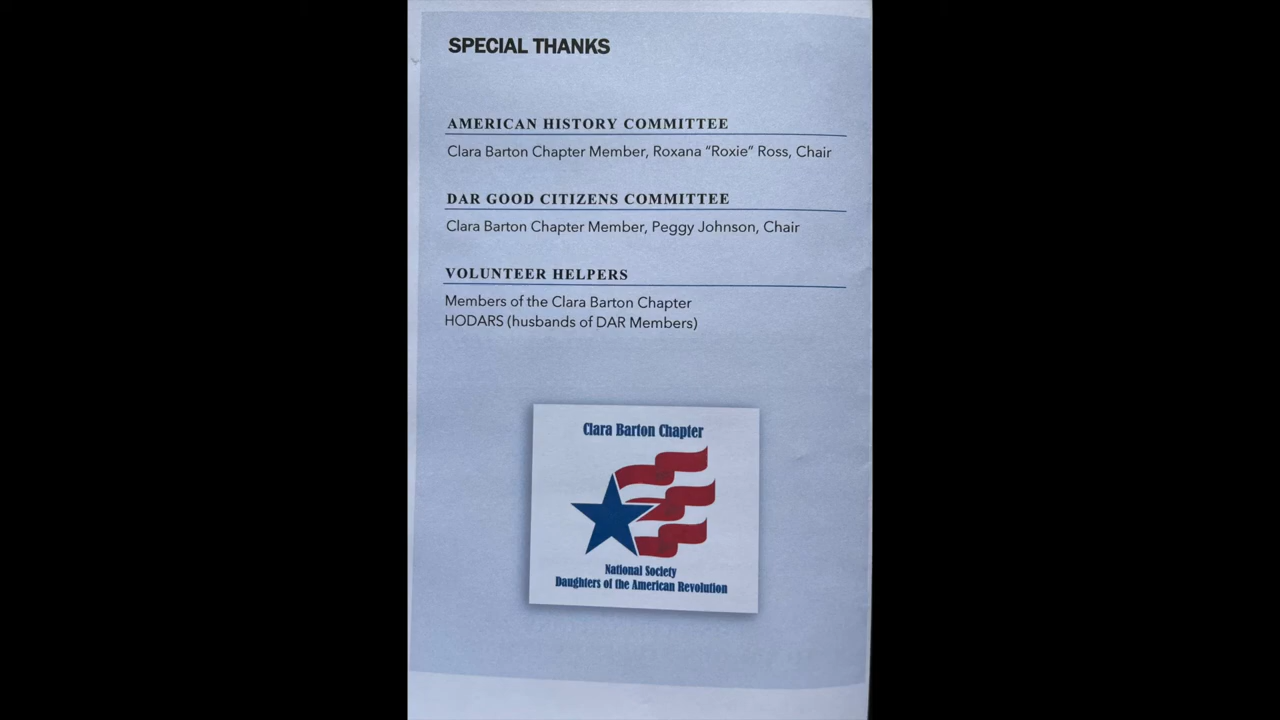 SPECIAL THANKS
AMERICAN HISTORY COMMITTEE
Clara Barton Chapter Member, Roxana “Roxie” Ross, Chair
DAR GOOD CITIZENS COMMITTEE
Clara Barton Chapter Member, Peggy Johnson, Chair
VOLUNTEER HELPERS
Members of the Clara Barton Chapter
HODARS (husbands of DAR Members)
Clara Barton Chapter
National Society
Daughters of the American Revolution